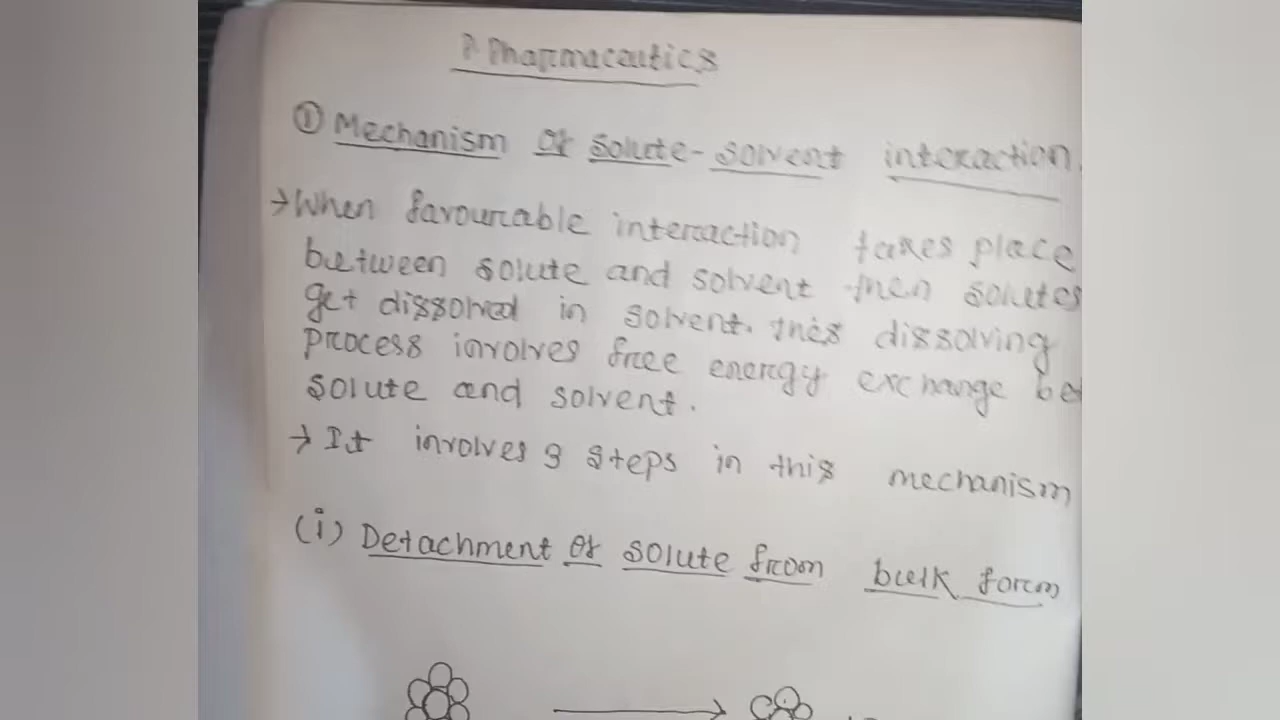 P. Pharmaceutics
① Mechanism of solute-solvent interaction.
→When favourable interaction takes place
between solute and solvent then solutes
get dissolved in solvent. this dissolving
process involves free energy exchange bet
solute and solvent.
→ It involves 3 steps in this mechanism
(i) Detachment of solute from bulk form